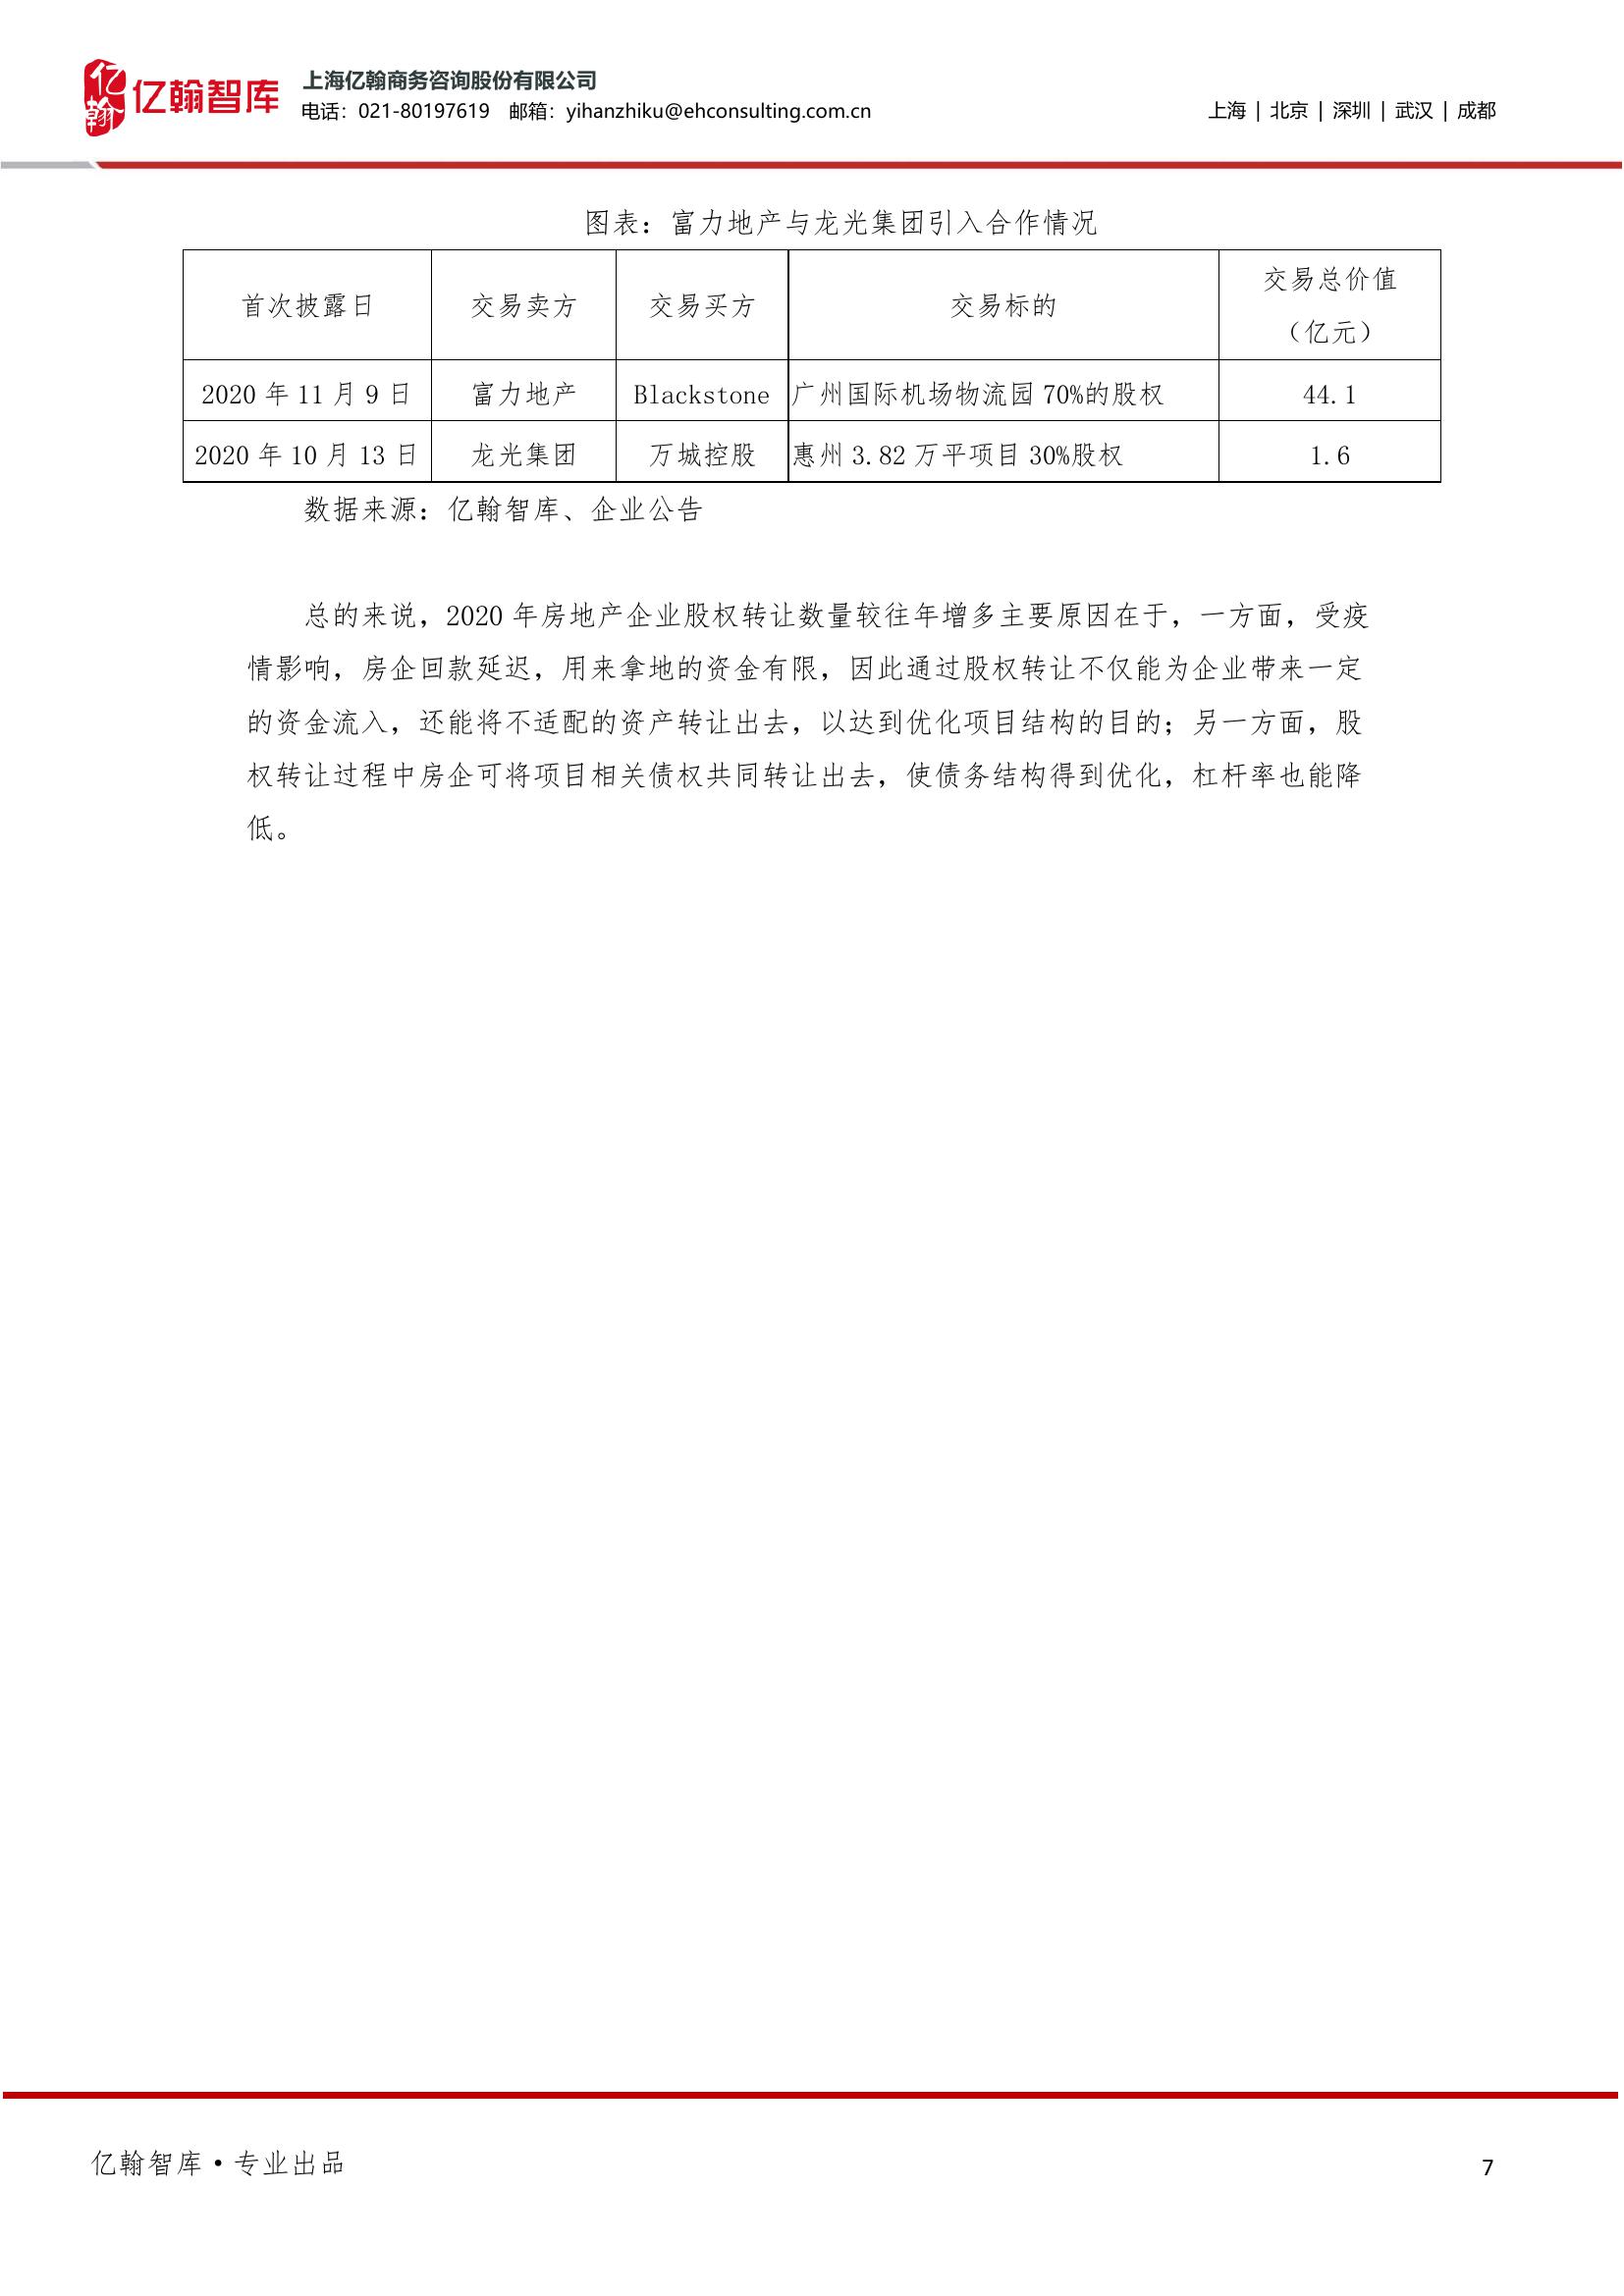 亿翰
亿翰智库
上海亿翰商务咨询股份有限公司
电话：021-80197619 邮箱：yihanzhiku@ehconsulting.com.cn
上海 | 北京 | 深圳 | 武汉 | 成都
图表：富力地产与龙光集团引入合作情况
首次披露日 交易卖方 交易买方 交易标的 交易总价值
（亿元）
2020 年 11 月 9 日 富力地产 Blackstone 广州国际机场物流园 70%的股权 44.1
2020 年 10 月 13 日 龙光集团 万城控股 惠州 3.82 万平项目 30%股权 1.6
数据来源：亿翰智库、企业公告
总的来说，2020 年房地产企业股权转让数量较往年增多主要原因在于，一方面，受疫
情影响，房企回款延迟，用来拿地的资金有限，因此通过股权转让不仅能为企业带来一定
的资金流入，还能将不适配的资产转让出去，以达到优化项目结构的目的；另一方面，股
权转让过程中房企可将项目相关债权共同转让出去，使债务结构得到优化，杠杆率也能降
低。
亿翰智库·专业出品
7